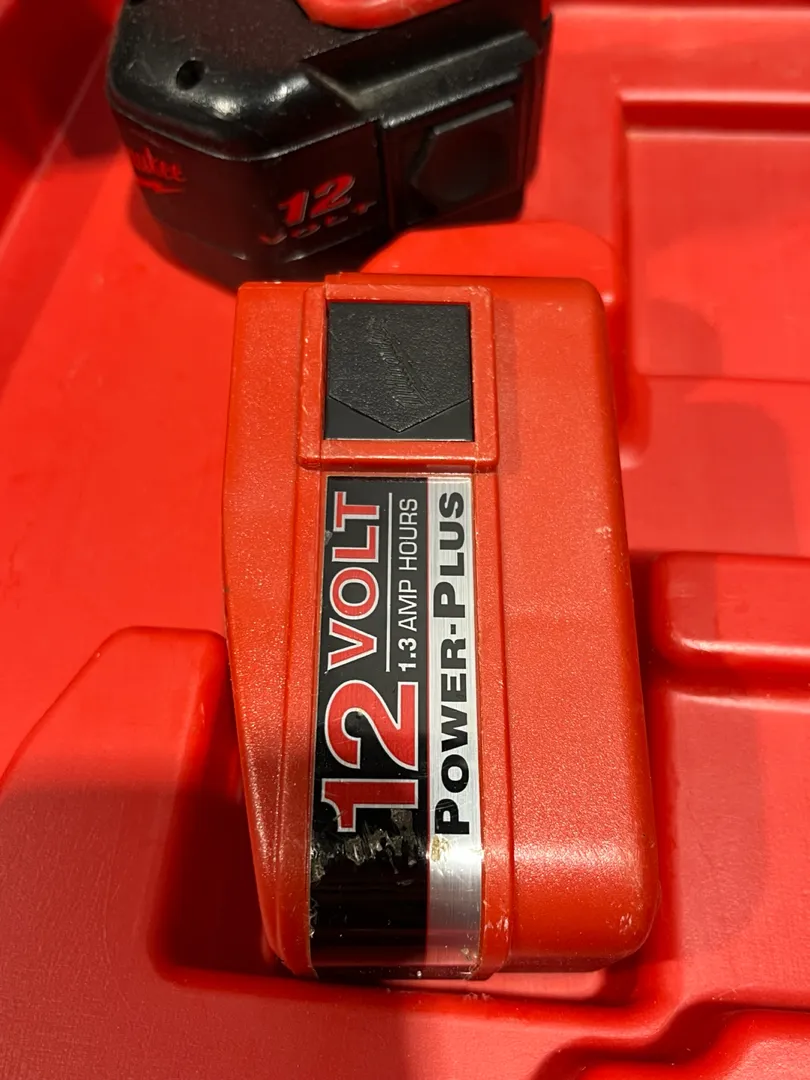 12
VOLT
12 VOLT
1.3 AMP HOURS
POWER-PLUS